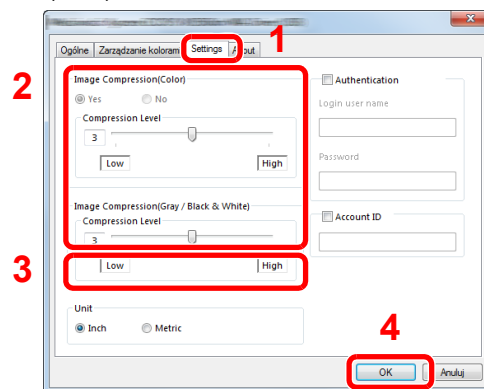 Ogólne Zarządzanie kolorami Settings About
1
2
Image Compression(Color)
Yes No
Compression Level
3
Low High
Image Compression(Gray / Black & White)
Compression Level
3
3
Low High
Unit
Inch Metric
Authentication
Login user name
Password
Account ID
4
OK Anuluj